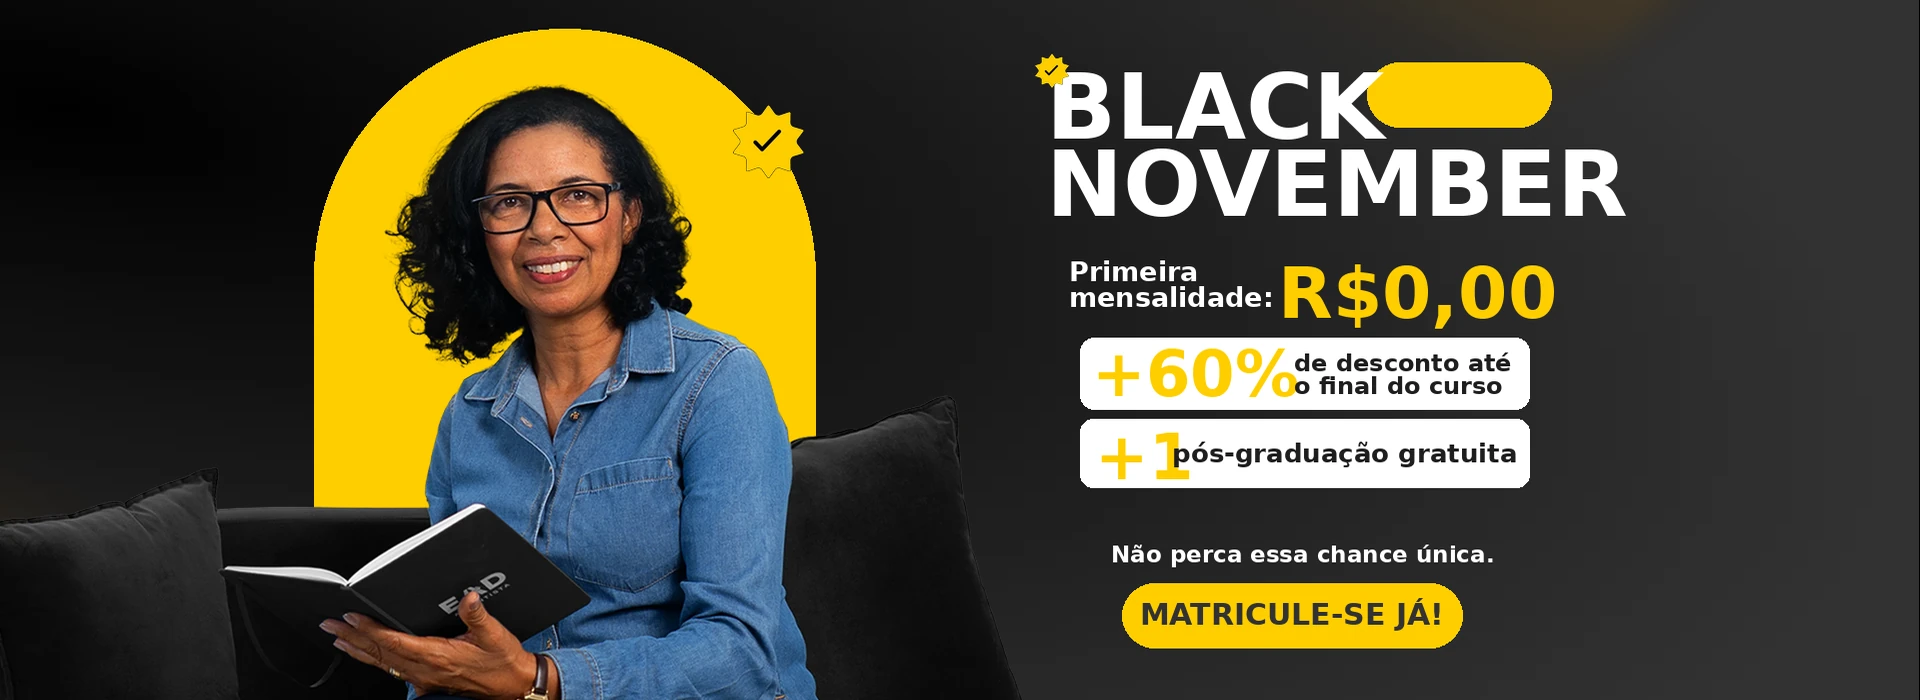 BLACK
NOVEMBER
Primeira
mensalidade:
R$0,00
+60%
de desconto até
o final do curso
+1
pós-graduação gratuita
Não perca essa chance única.
MATRICULE-SE JÁ!